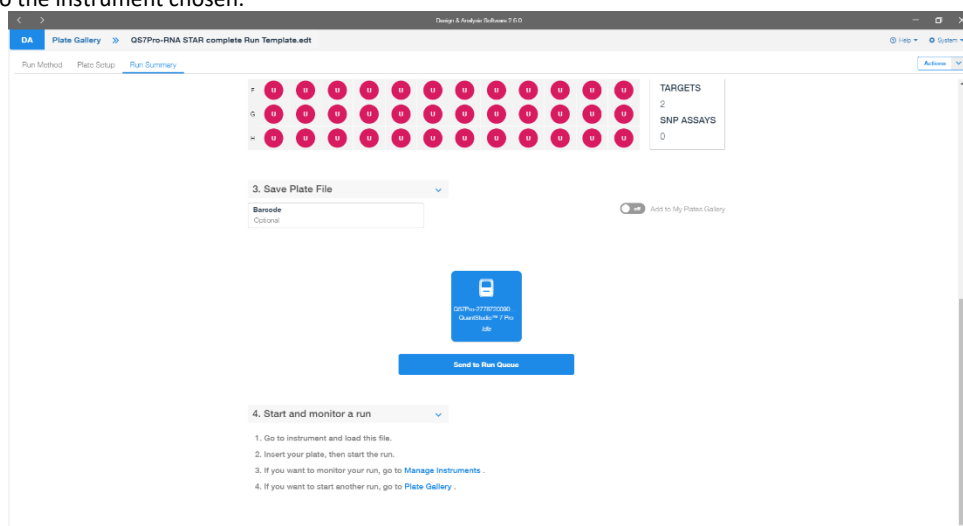 to the instrument chosen.
Design & Analysis Software 2.6.0
DA Plate Gallery » QS7Pro-RNA STAR complete Run Template.edt Help System
Run Method Plate Setup Run Summary Actions
F U U U U U U U U U U U U
G U U U U U U U U U U U U
H U U U U U U U U U U U U
TARGETS
2
SNP ASSAYS
0
3. Save Plate File
Barcode
Optional
off Add to My Plates Gallery
QS7Pro-2778720090...
QuantStudio™ 7 Pro
Idle
Send to Run Queue
4. Start and monitor a run
1. Go to instrument and load this file.
2. Insert your plate, then start the run.
3. If you want to monitor your run, go to Manage Instruments .
4. If you want to start another run, go to Plate Gallery .